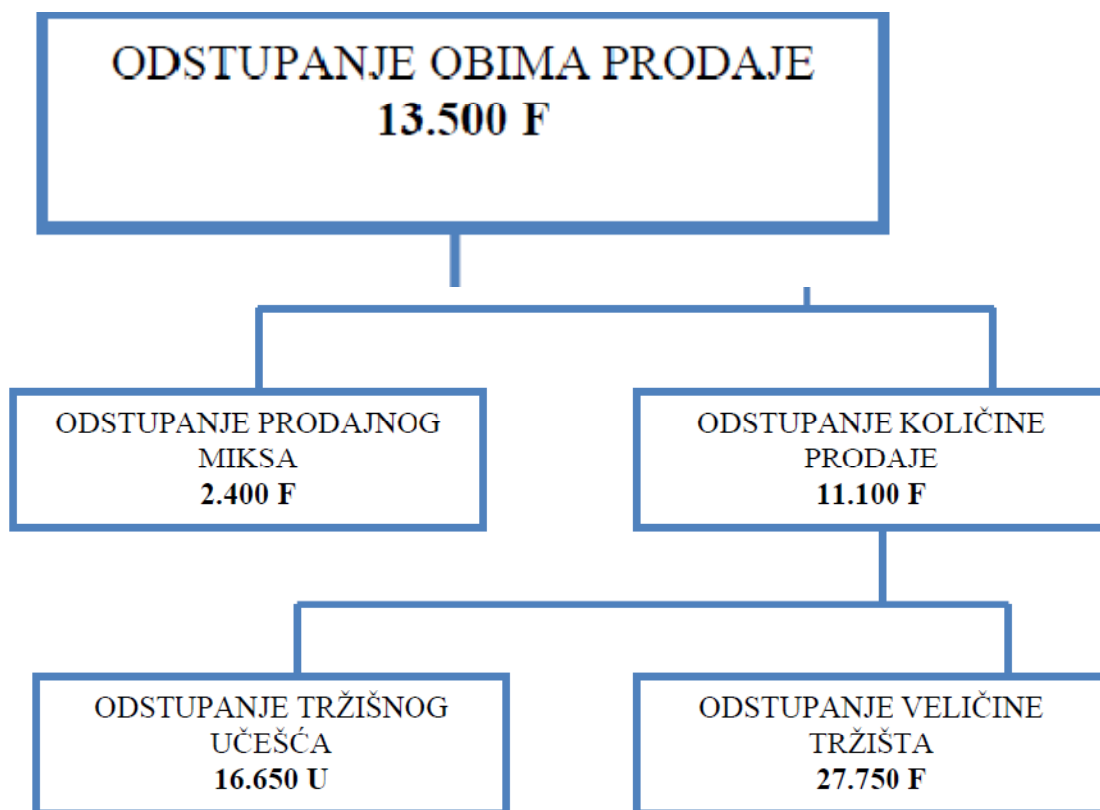 ODSTUPANJE OBIMA PRODAJE
13.500 F
ODSTUPANJE PRODAJNOG
MIKSA
2.400 F
ODSTUPANJE KOLIČINE
PRODAJE
11.100 F
ODSTUPANJE TRŽIŠNOG
UČEŠĆA
16.650 U
ODSTUPANJE VELIČINE
TRŽIŠTA
27.750 F